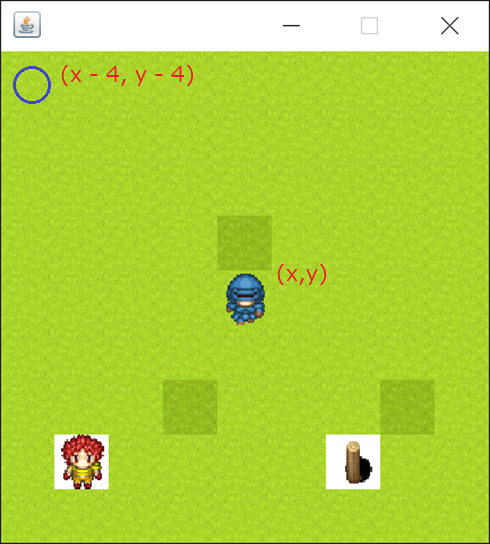 (x - 4, y - 4)
(x,y)